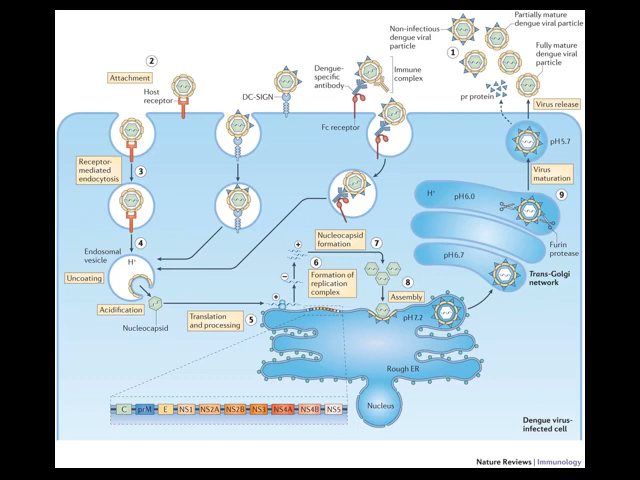 Non-infectious
dengue viral
particle
Partially mature
dengue viral particle
1
Fully mature
dengue viral
particle
2
Attachment
Host
receptor
DC-SIGN
Dengue-
specific
antibody
Immune
complex
Fc receptor
pr protein
Virus release
pH5.7
Receptor-
mediated
endocytosis
3
Virus
maturation
H+
pH6.0
9
4
Endosomal
vesicle
H+
Uncoating
Acidification
Nucleocapsid
Nucleocapsid
formation
7
+
6
−
Formation of
replication
complex
8
Assembly
pH6.7
Furin
protease
Trans-Golgi
network
+
Translation
and processing
5
pH7.2
Rough ER
Nucleus
C prM E NS1 NS2A NS2B NS3 NS4A NS4B NS5
Dengue virus-
infected cell
Nature Reviews | Immunology